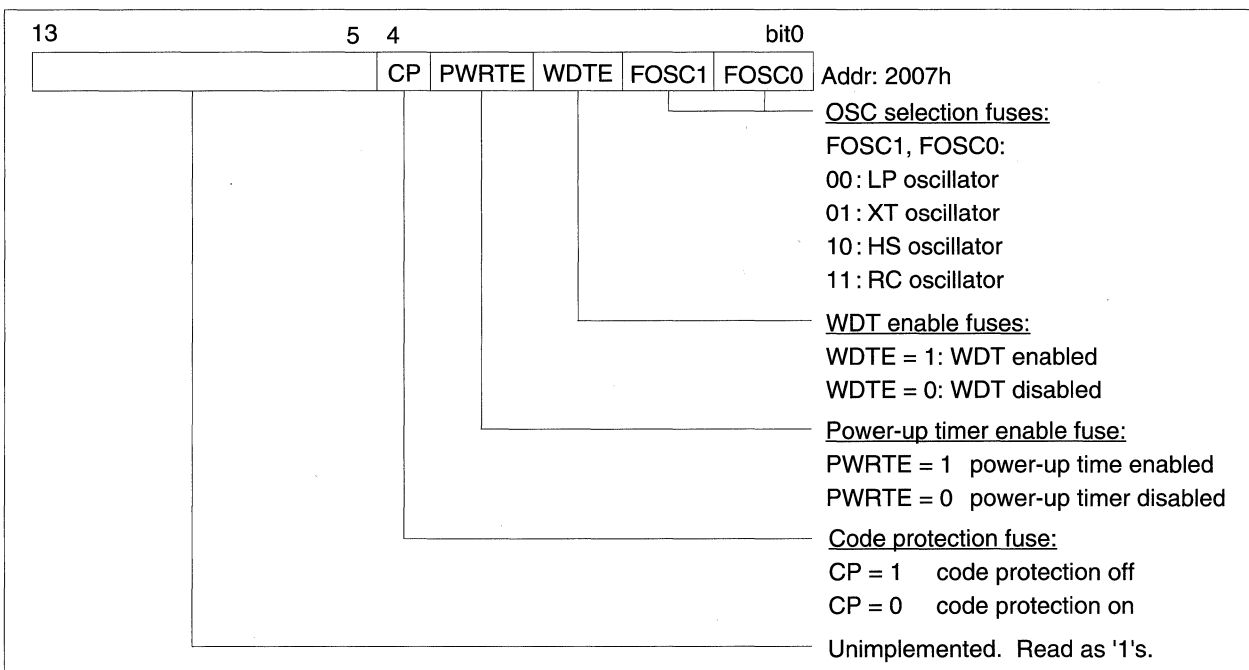 13 5 4 bit0
CP PWRTE WDTE FOSC1 FOSC0 Addr: 2007h
OSC selection fuses:
FOSC1, FOSC0:
00: LP oscillator
01: XT oscillator
10: HS oscillator
11: RC oscillator
WDT enable fuses:
WDTE = 1: WDT enabled
WDTE = 0: WDT disabled
Power-up timer enable fuse:
PWRTE = 1 power-up time enabled
PWRTE = 0 power-up timer disabled
Code protection fuse:
CP = 1 code protection off
CP = 0 code protection on
Unimplemented. Read as '1's.